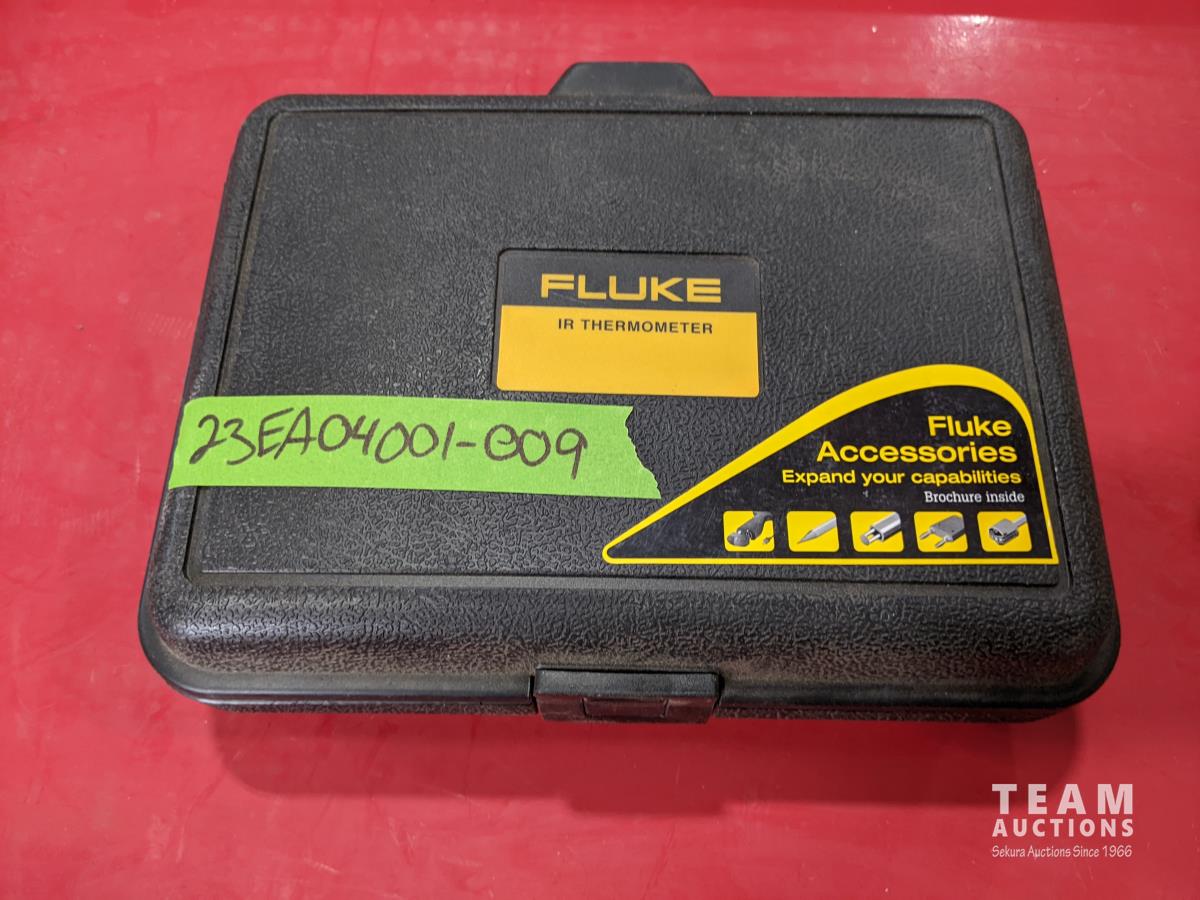 FLUKE
IR THERMOMETER
23EA04001-009
Fluke
Accessories
Expand your capabilities
Brochure inside
TEAM
AUCTIONS
Sekura Auctions Since 1966